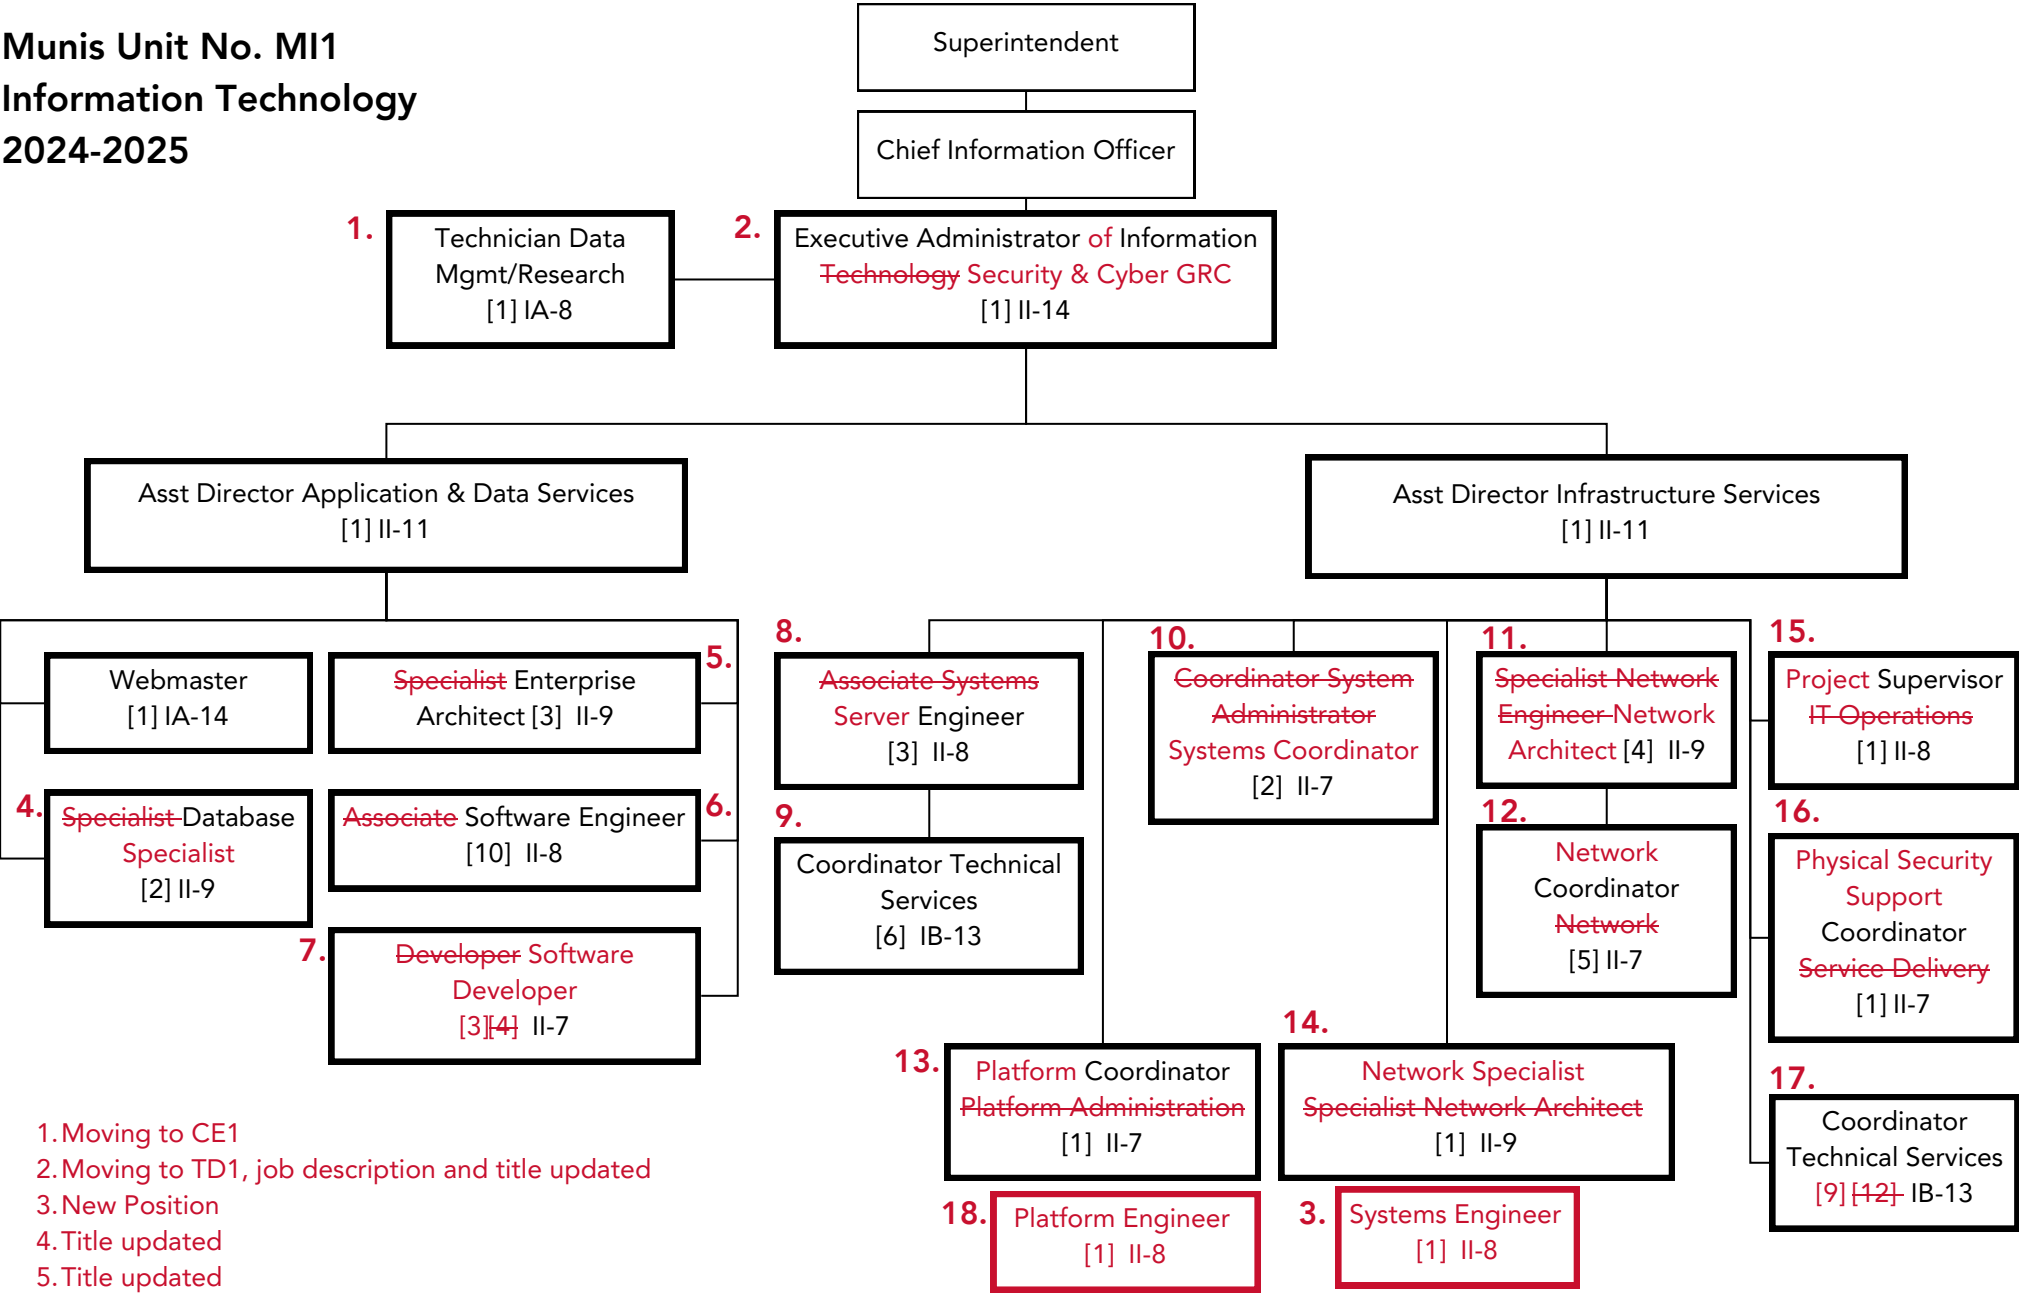 Munis Unit No. MI1
Information Technology
2024-2025
Superintendent
Chief Information Officer
1.
Technician Data
Mgmt/Research
[1] IA-8
2.
Executive Administrator of Information
Technology Security & Cyber GRC
[1] II-14
Asst Director Application & Data Services
[1] II-11
Asst Director Infrastructure Services
[1] II-11
Webmaster
[1] IA-14
5.
Specialist Enterprise
Architect [3] II-9
4.
Specialist Database
Specialist
[2] II-9
6.
Associate Software Engineer
[10] II-8
7.
Developer Software
Developer
[3][4] II-7
8.
Associate Systems
Server Engineer
[3] II-8
9.
Coordinator Technical
Services
[6] IB-13
10.
Coordinator System
Administrator
Systems Coordinator
[2] II-7
11.
Specialist Network
Engineer Network
Architect [4] II-9
12.
Network
Coordinator
Network
[5] II-7
15.
Project Supervisor
IT Operations
[1] II-8
16.
Physical Security
Support
Coordinator
Service Delivery
[1] II-7
13.
Platform Coordinator
Platform Administration
[1] II-7
14.
Network Specialist
Specialist Network Architect
[1] II-9
17.
Coordinator
Technical Services
[9] [12] IB-13
18.
Platform Engineer
[1] II-8
3.
Systems Engineer
[1] II-8
1. Moving to CE1
2. Moving to TD1, job description and title updated
3. New Position
4. Title updated
5. Title updated